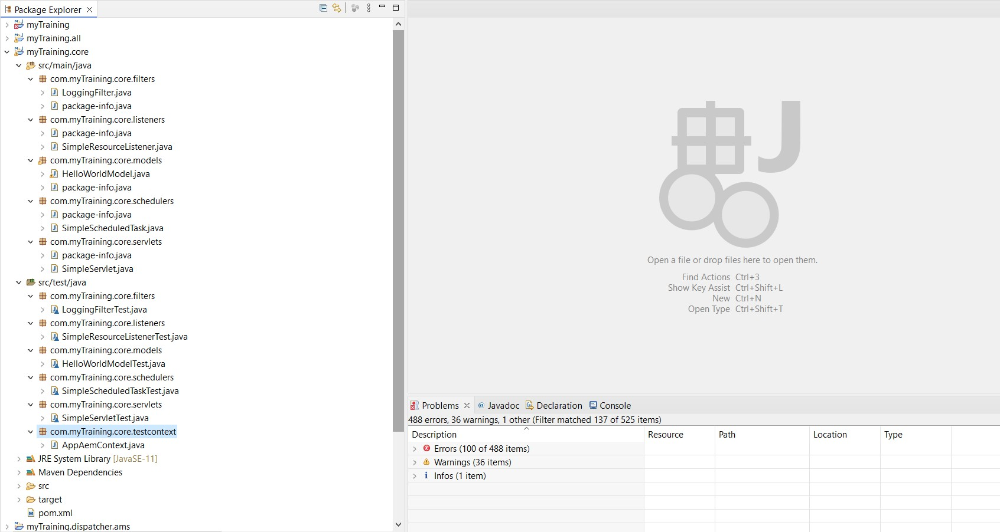 Package Explorer
myTraining
myTraining.all
myTraining.core
src/main/java
com.myTraining.core.filters
LoggingFilter.java
package-info.java
com.myTraining.core.listeners
package-info.java
SimpleResourceListener.java
com.myTraining.core.models
HelloWorldModel.java
package-info.java
com.myTraining.core.schedulers
package-info.java
SimpleScheduledTask.java
com.myTraining.core.servlets
package-info.java
SimpleServlet.java
src/test/java
com.myTraining.core.filters
LoggingFilterTest.java
com.myTraining.core.listeners
SimpleResourceListenerTest.java
com.myTraining.core.models
HelloWorldModelTest.java
com.myTraining.core.schedulers
SimpleScheduledTaskTest.java
com.myTraining.core.servlets
SimpleServletTest.java
com.myTraining.core.testcontext
AppAemContext.java
JRE System Library [JavaSE-11]
Maven Dependencies
src
target
pom.xml
myTraining.dispatcher.ams
Open a file or drop files here to open them.
Find Actions Ctrl+3
Show Key Assist Ctrl+Shift+L
New Ctrl+N
Open Type Ctrl+Shift+T
Problems @ Javadoc Declaration Console
488 errors, 36 warnings, 1 other (Filter matched 137 of 525 items)
Description Resource Path Location Type
Errors (100 of 488 items)
Warnings (36 items)
Infos (1 item)